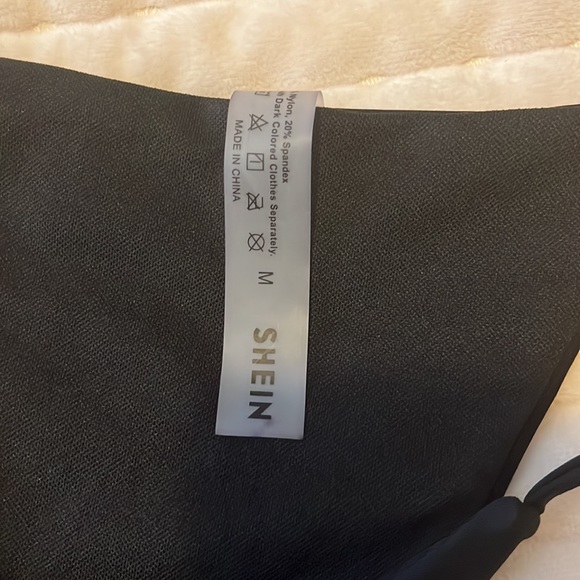 Nylon, 20% Spandex
Dark Colored Clothes Separately.
MADE IN CHINA
M
SHEIN